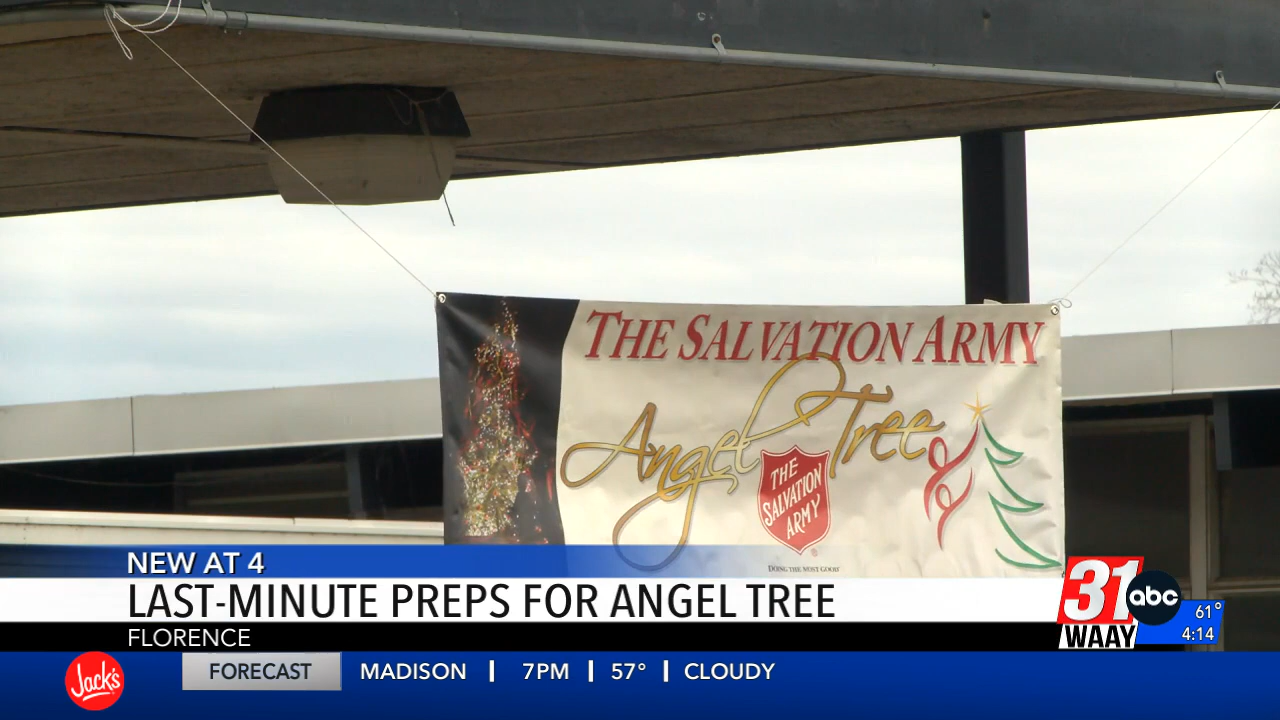 THE SALVATION ARMY
Angel Tree
THE
SALVATION
ARMY
DOING THE MOST GOOD
NEW AT 4
LAST-MINUTE PREPS FOR ANGEL TREE
FLORENCE
31 abc
WAAY
61°
4:14
Jack's
FORECAST MADISON | 7PM | 57° | CLOUDY